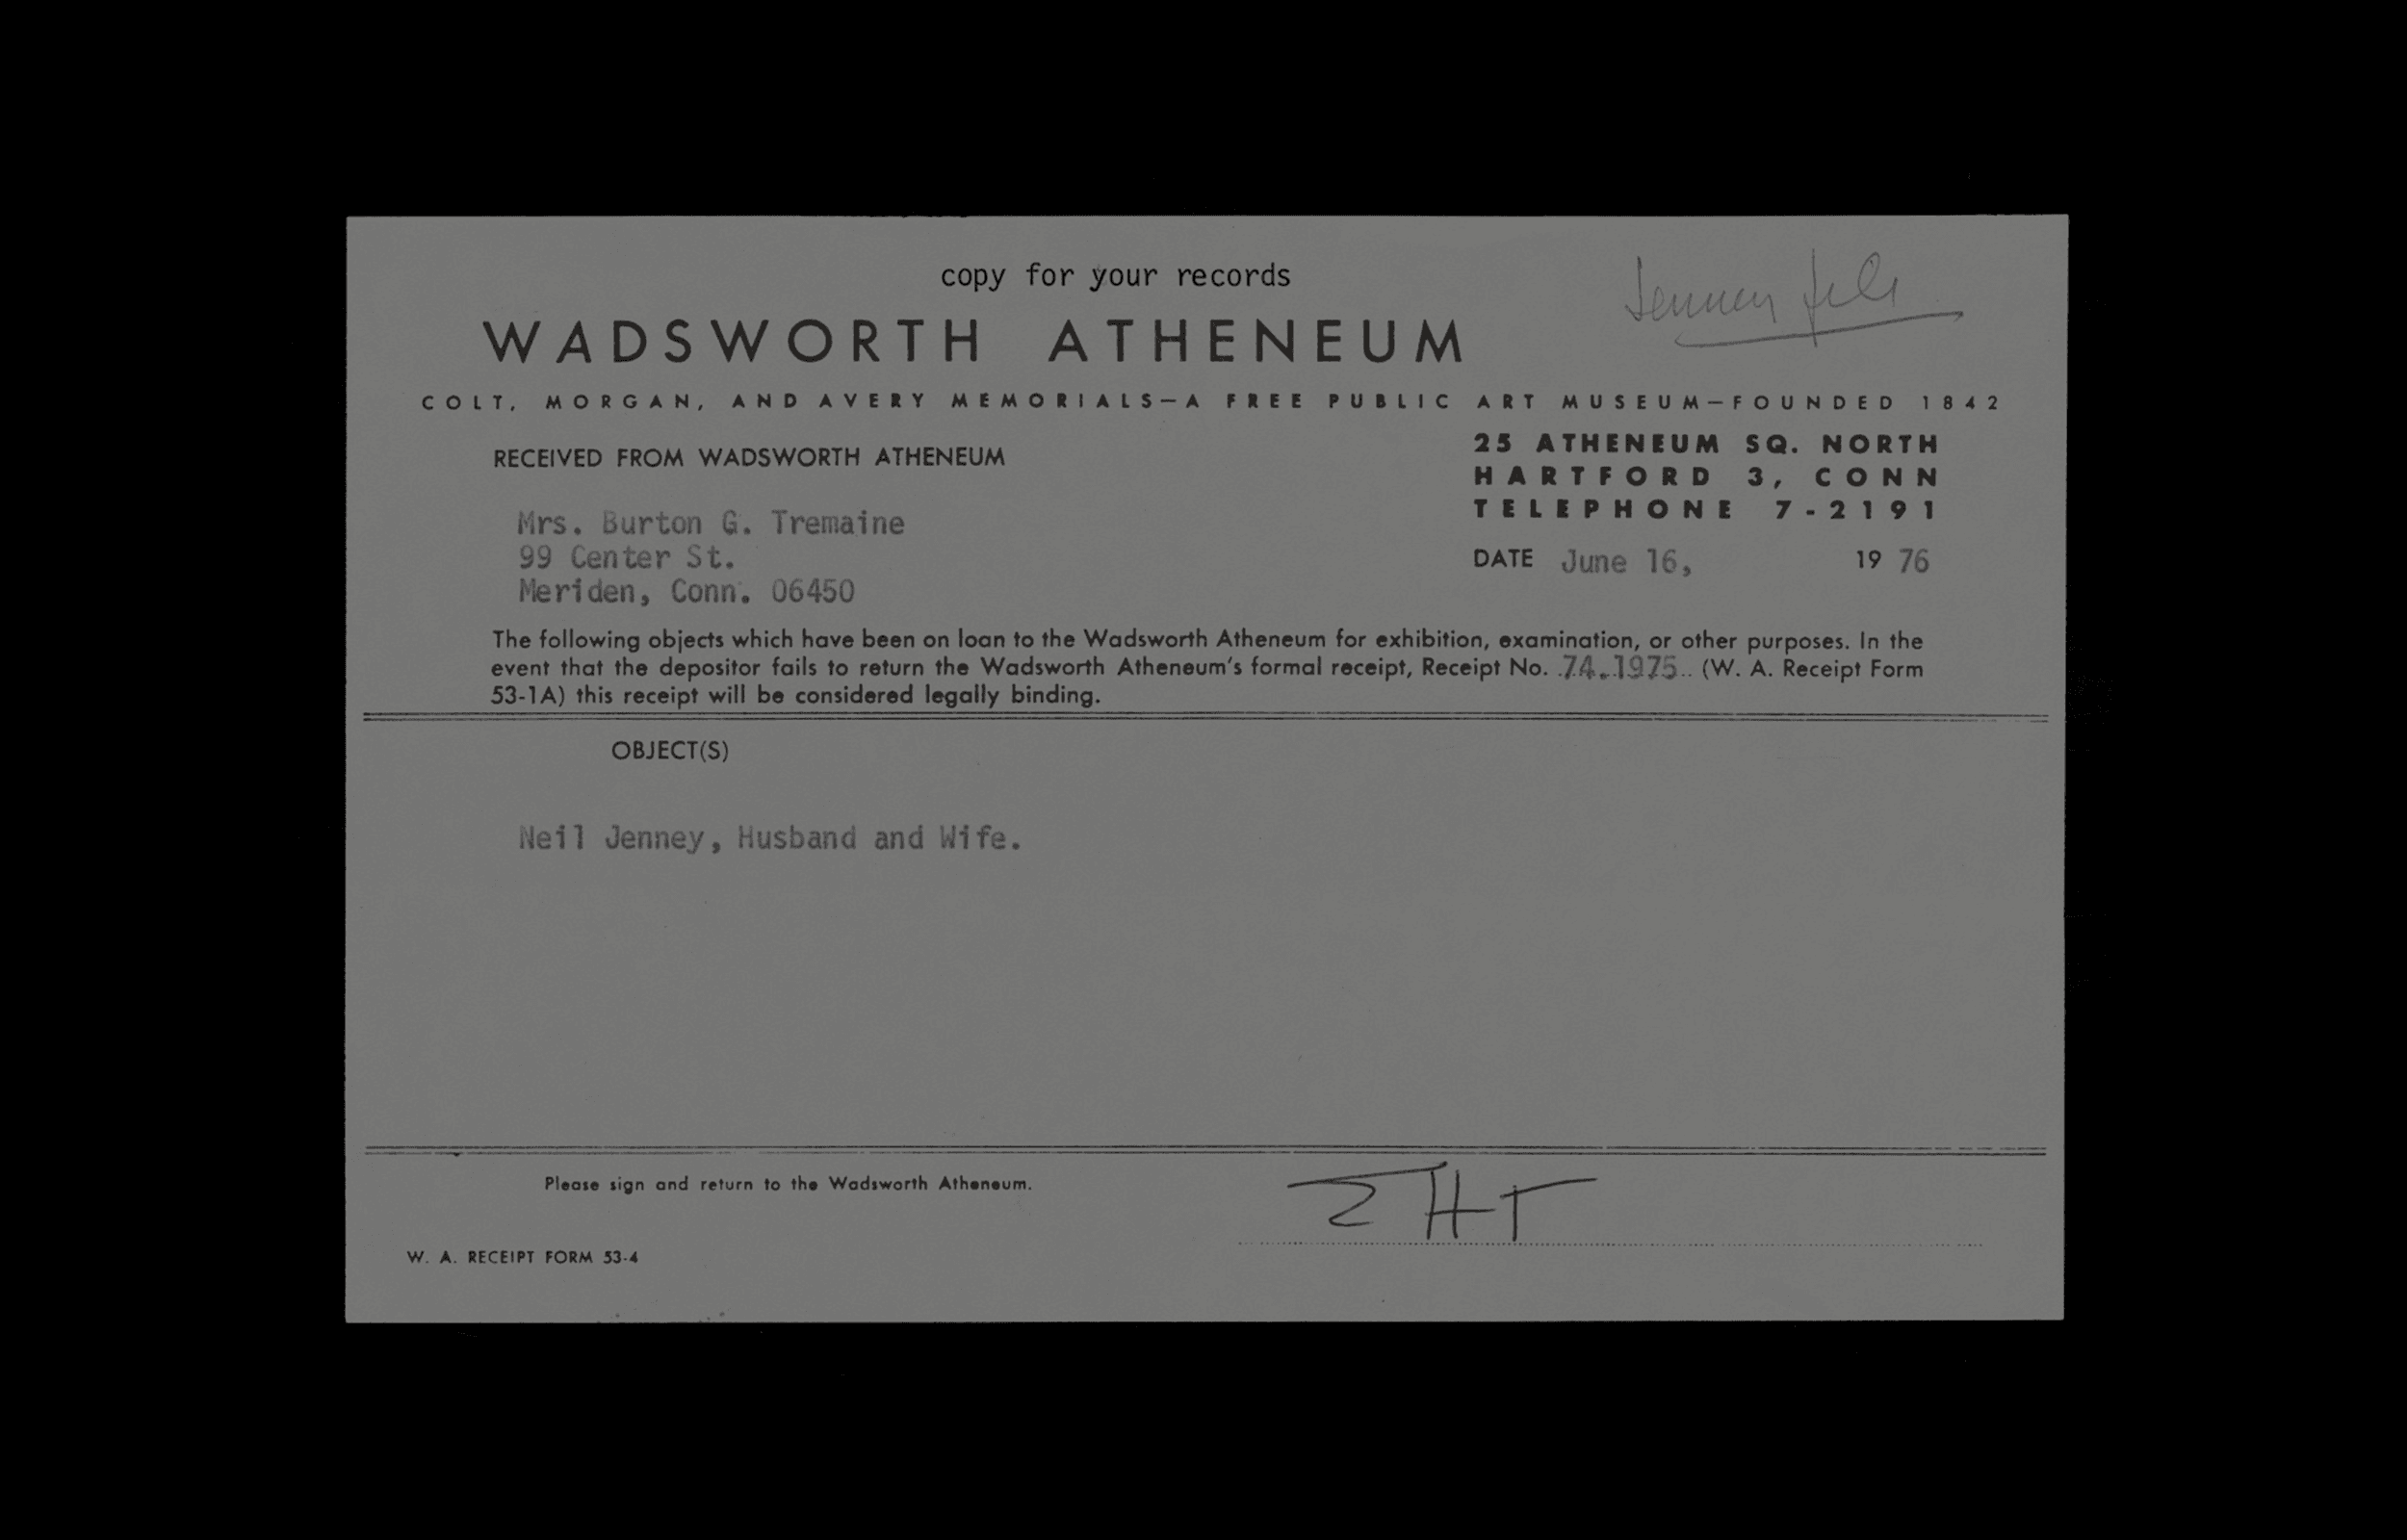 copy for your records
Jenney file
WADSWORTH ATHENEUM
COLT, MORGAN, AND AVERY MEMORIALS—A FREE PUBLIC ART MUSEUM—FOUNDED 1842
RECEIVED FROM WADSWORTH ATHENEUM
25 ATHENEUM SQ. NORTH
HARTFORD 3, CONN
TELEPHONE 7-2191
Mrs. Burton G. Tremaine
99 Center St.
Meriden, Conn. 06450
DATE June 16, 19 76
The following objects which have been on loan to the Wadsworth Atheneum for exhibition, examination, or other purposes. In the
event that the depositor fails to return the Wadsworth Atheneum's formal receipt, Receipt No. 74.1975 (W. A. Receipt Form
53-1A) this receipt will be considered legally binding.
OBJECT(S)
Neil Jenney, Husband and Wife.
Please sign and return to the Wadsworth Atheneum.
EHT
W. A. RECEIPT FORM 53-4